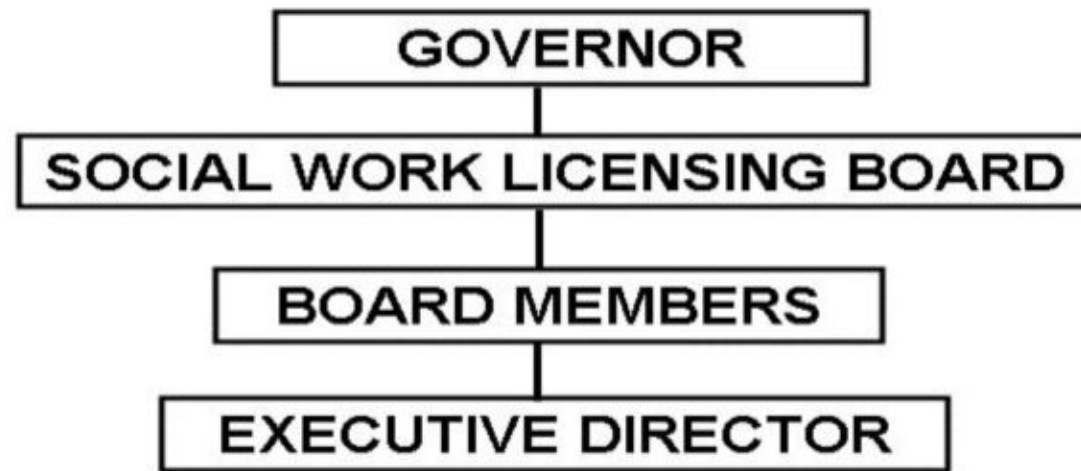 GOVERNOR
SOCIAL WORK LICENSING BOARD
BOARD MEMBERS
EXECUTIVE DIRECTOR